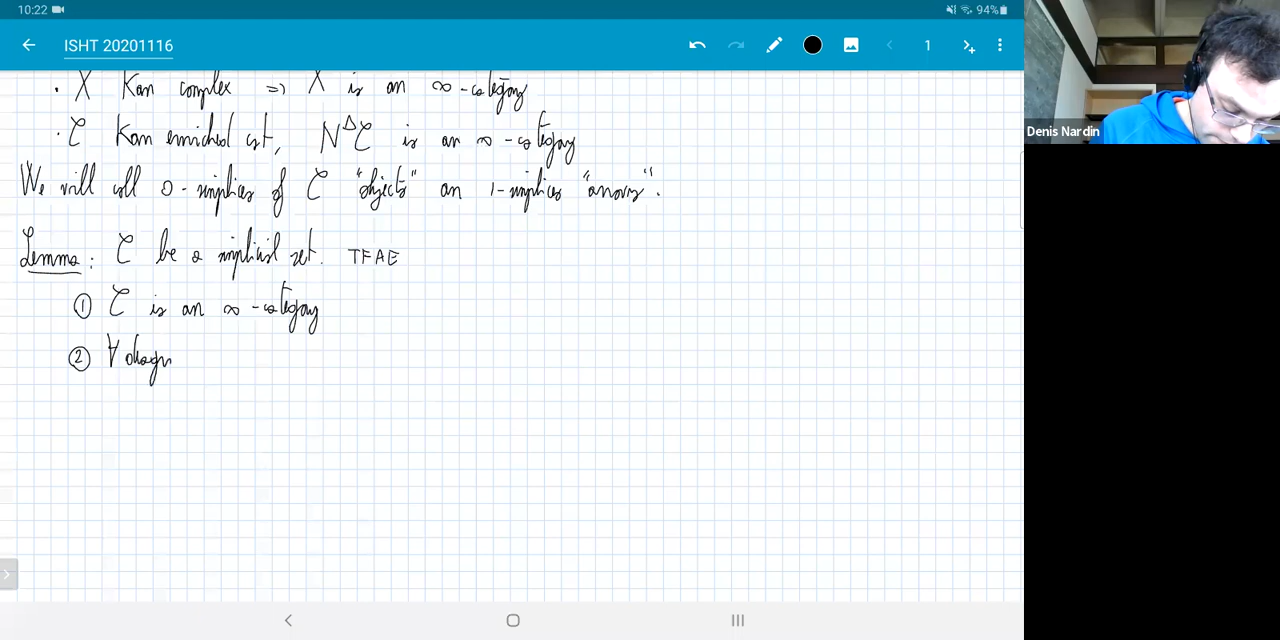 10:22 94%
ISHT 20201116
· X Kan complex => X is an ∞-category
· C Kan enriched cat, N^Δ C is an ∞-category
We will call 0-simplices of C "objects" an 1-simplices "arrows".
Lemma: C be a simplicial set. TFAE
① C is an ∞-category
② ∀ diagr
Denis Nardin
1